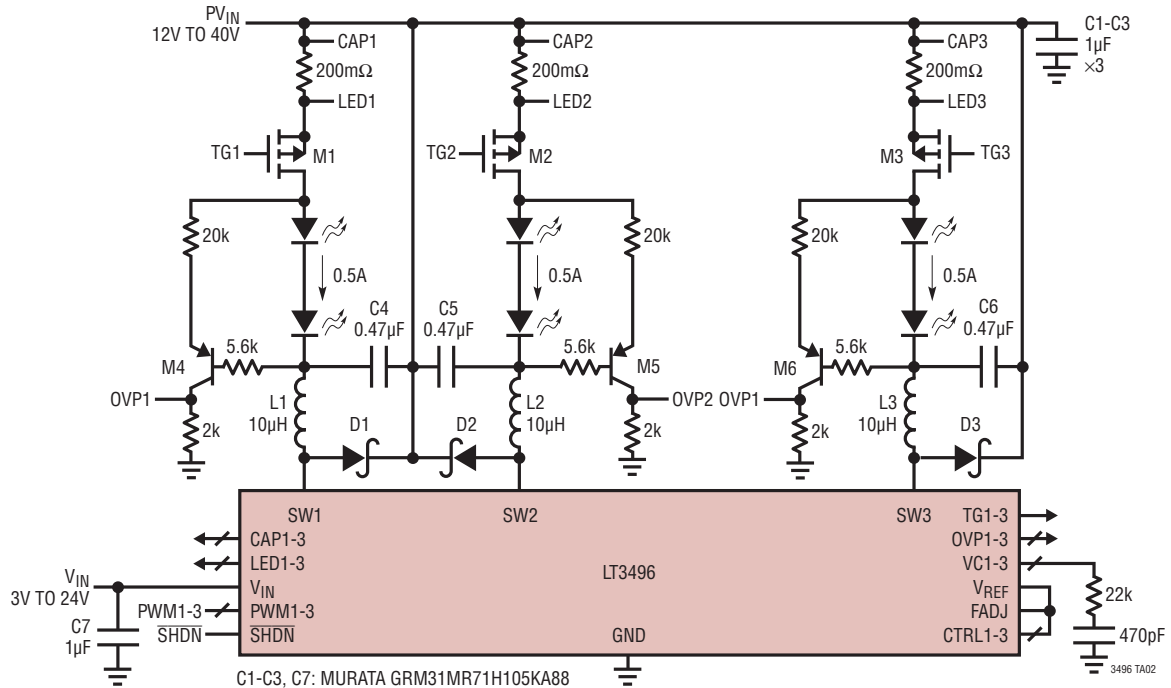 PVIN
12V TO 40V
CAP1
CAP2
CAP3
C1-C3
1µF
×3
200mΩ
200mΩ
200mΩ
LED1
LED2
LED3
TG1
M1
TG2
M2
M3
TG3
20k
20k
20k
0.5A
0.5A
0.5A
C4
0.47µF
C5
0.47µF
C6
0.47µF
M4
5.6k
5.6k
M5
M6
5.6k
OVP1
OVP2
OVP1
2k
L1
10µH
D1
D2
L2
10µH
2k
2k
L3
10µH
D3
SW1
SW2
SW3
CAP1-3
LED1-3
VIN
3V TO 24V
VIN
PWM1-3
PWM1-3
SHDN
SHDN
C7
1µF
LT3496
GND
TG1-3
OVP1-3
VC1-3
VREF
FADJ
CTRL1-3
22k
470pF
3496 TA02
C1-C3, C7: MURATA GRM31MR71H105KA88